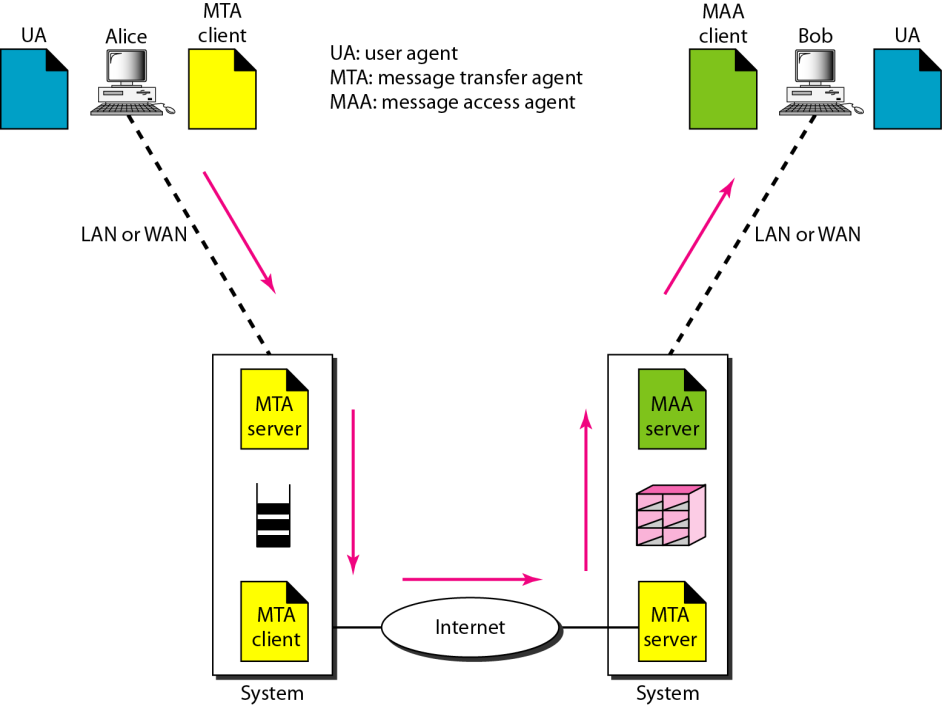 UA
Alice
MTA
client
UA: user agent
MTA: message transfer agent
MAA: message access agent
MAA
client
Bob
UA
LAN or WAN
LAN or WAN
MTA
server
MAA
server
MTA
client
Internet
MTA
server
System
System